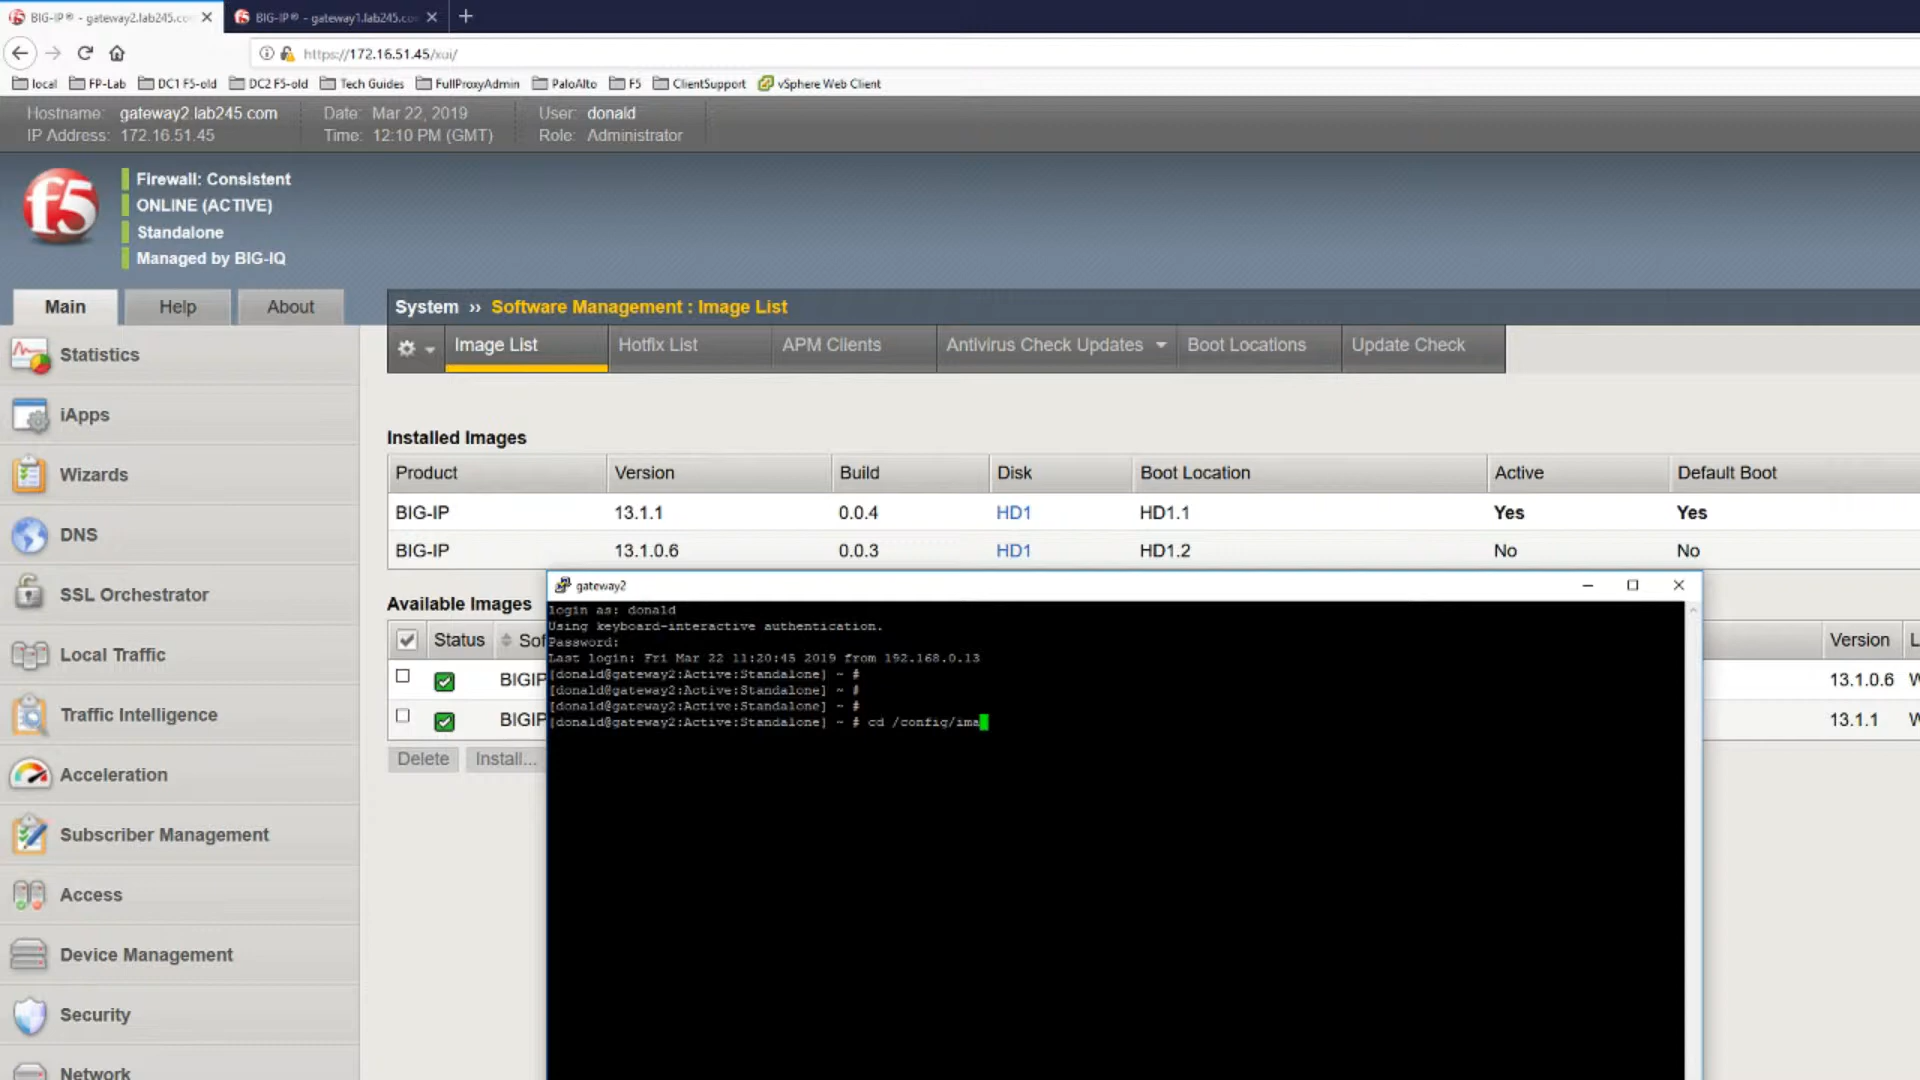 BIG-IP® - gateway2.lab245.co
BIG-IP® - gateway1.lab245.co
https://172.16.51.45/xui/
local FP-Lab DC1 F5-old DC2 F5-old Tech Guides FullProxyAdmin PaloAlto F5 ClientSupport vSphere Web Client
Hostname: gateway2.lab245.com Date: Mar 22, 2019 User: donald
IP Address: 172.16.51.45 Time: 12:10 PM (GMT) Role: Administrator
f5
Firewall: Consistent
ONLINE (ACTIVE)
Standalone
Managed by BIG-IQ
Main Help About
System ›› Software Management : Image List
Image List Hotfix List APM Clients Antivirus Check Updates Boot Locations Update Check
Statistics
iApps
Wizards
DNS
SSL Orchestrator
Local Traffic
Traffic Intelligence
Acceleration
Subscriber Management
Access
Device Management
Security
Network
Installed Images
Product Version Build Disk Boot Location Active Default Boot
BIG-IP 13.1.1 0.0.4 HD1 HD1.1 Yes Yes
BIG-IP 13.1.0.6 0.0.3 HD1 HD1.2 No No
Available Images
Status Sof Version L
BIGIP 13.1.0.6 W
BIGIP 13.1.1 W
Delete Install...
gateway2
login as: donald
Using keyboard-interactive authentication.
Password:
Last login: Fri Mar 22 11:20:45 2019 from 192.168.0.13
[donald@gateway2:Active:Standalone] ~ #
[donald@gateway2:Active:Standalone] ~ #
[donald@gateway2:Active:Standalone] ~ #
[donald@gateway2:Active:Standalone] ~ # cd /config/ima